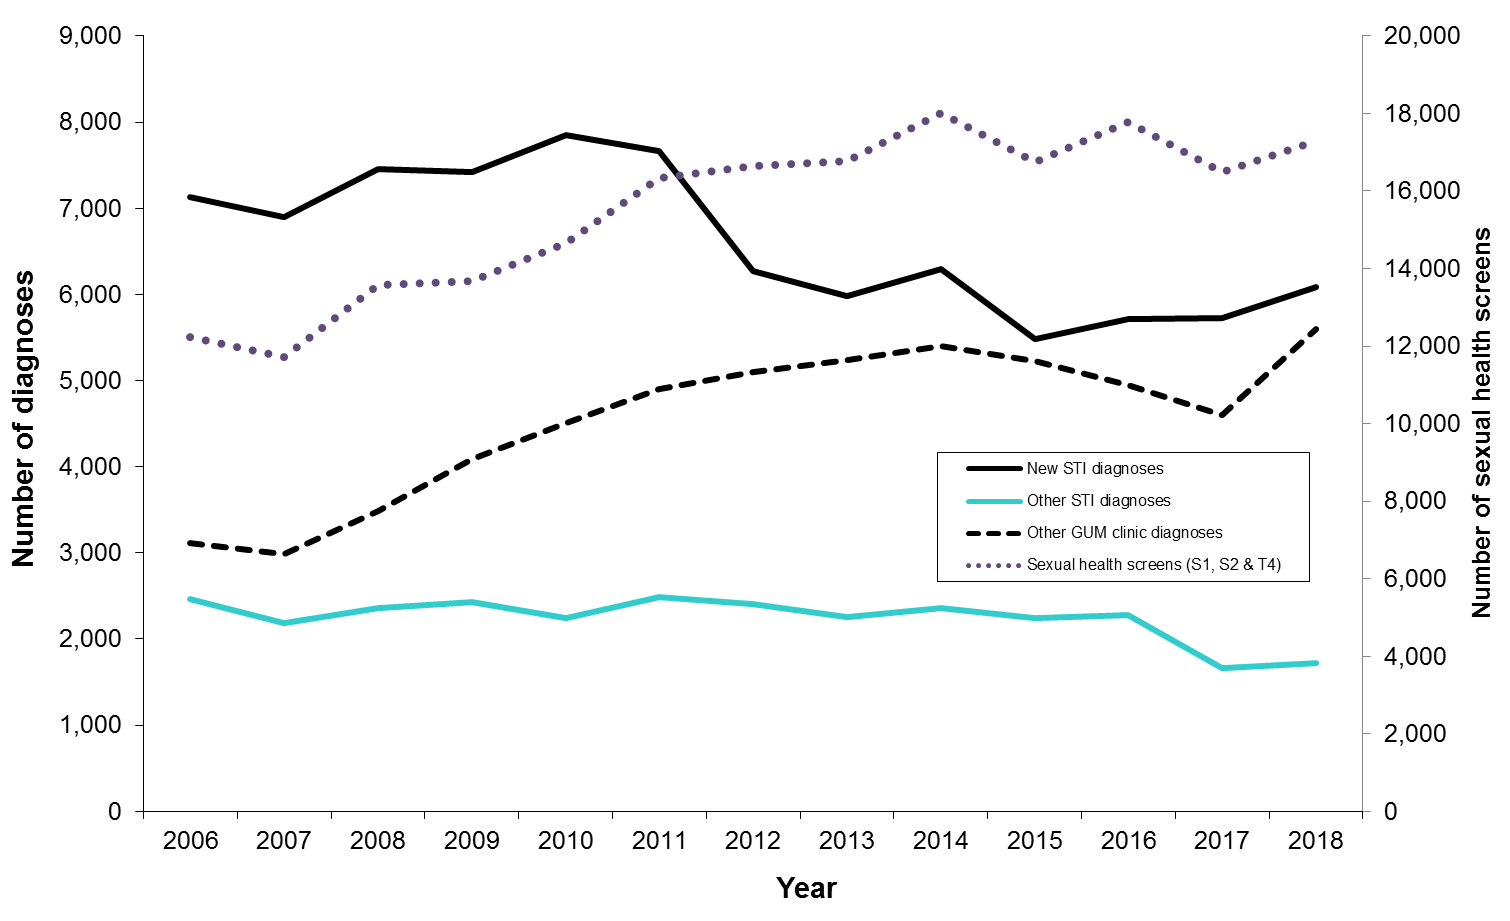 9,000
8,000
7,000
6,000
5,000
4,000
3,000
2,000
1,000
0
Number of diagnoses
20,000
18,000
16,000
14,000
12,000
10,000
8,000
6,000
4,000
2,000
0
Number of sexual health screens
New STI diagnoses
Other STI diagnoses
Other GUM clinic diagnoses
Sexual health screens (S1, S2 & T4)
2006 2007 2008 2009 2010 2011 2012 2013 2014 2015 2016 2017 2018
Year